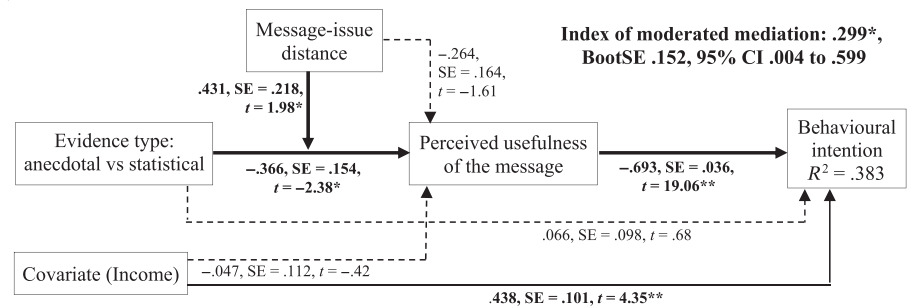 Message-issue
distance
Index of moderated mediation: .299*,
BootSE .152, 95% CI .004 to .599
–.264,
SE = .164,
t = –1.61
.431, SE = .218,
t = 1.98*
Evidence type:
anecdotal vs statistical
Perceived usefulness
of the message
Behavioural
intention
R² = .383
–.366, SE = .154,
t = –2.38*
–.693, SE = .036,
t = 19.06**
.066, SE = .098, t = .68
Covariate (Income)
–.047, SE = .112, t = –.42
.438, SE = .101, t = 4.35**